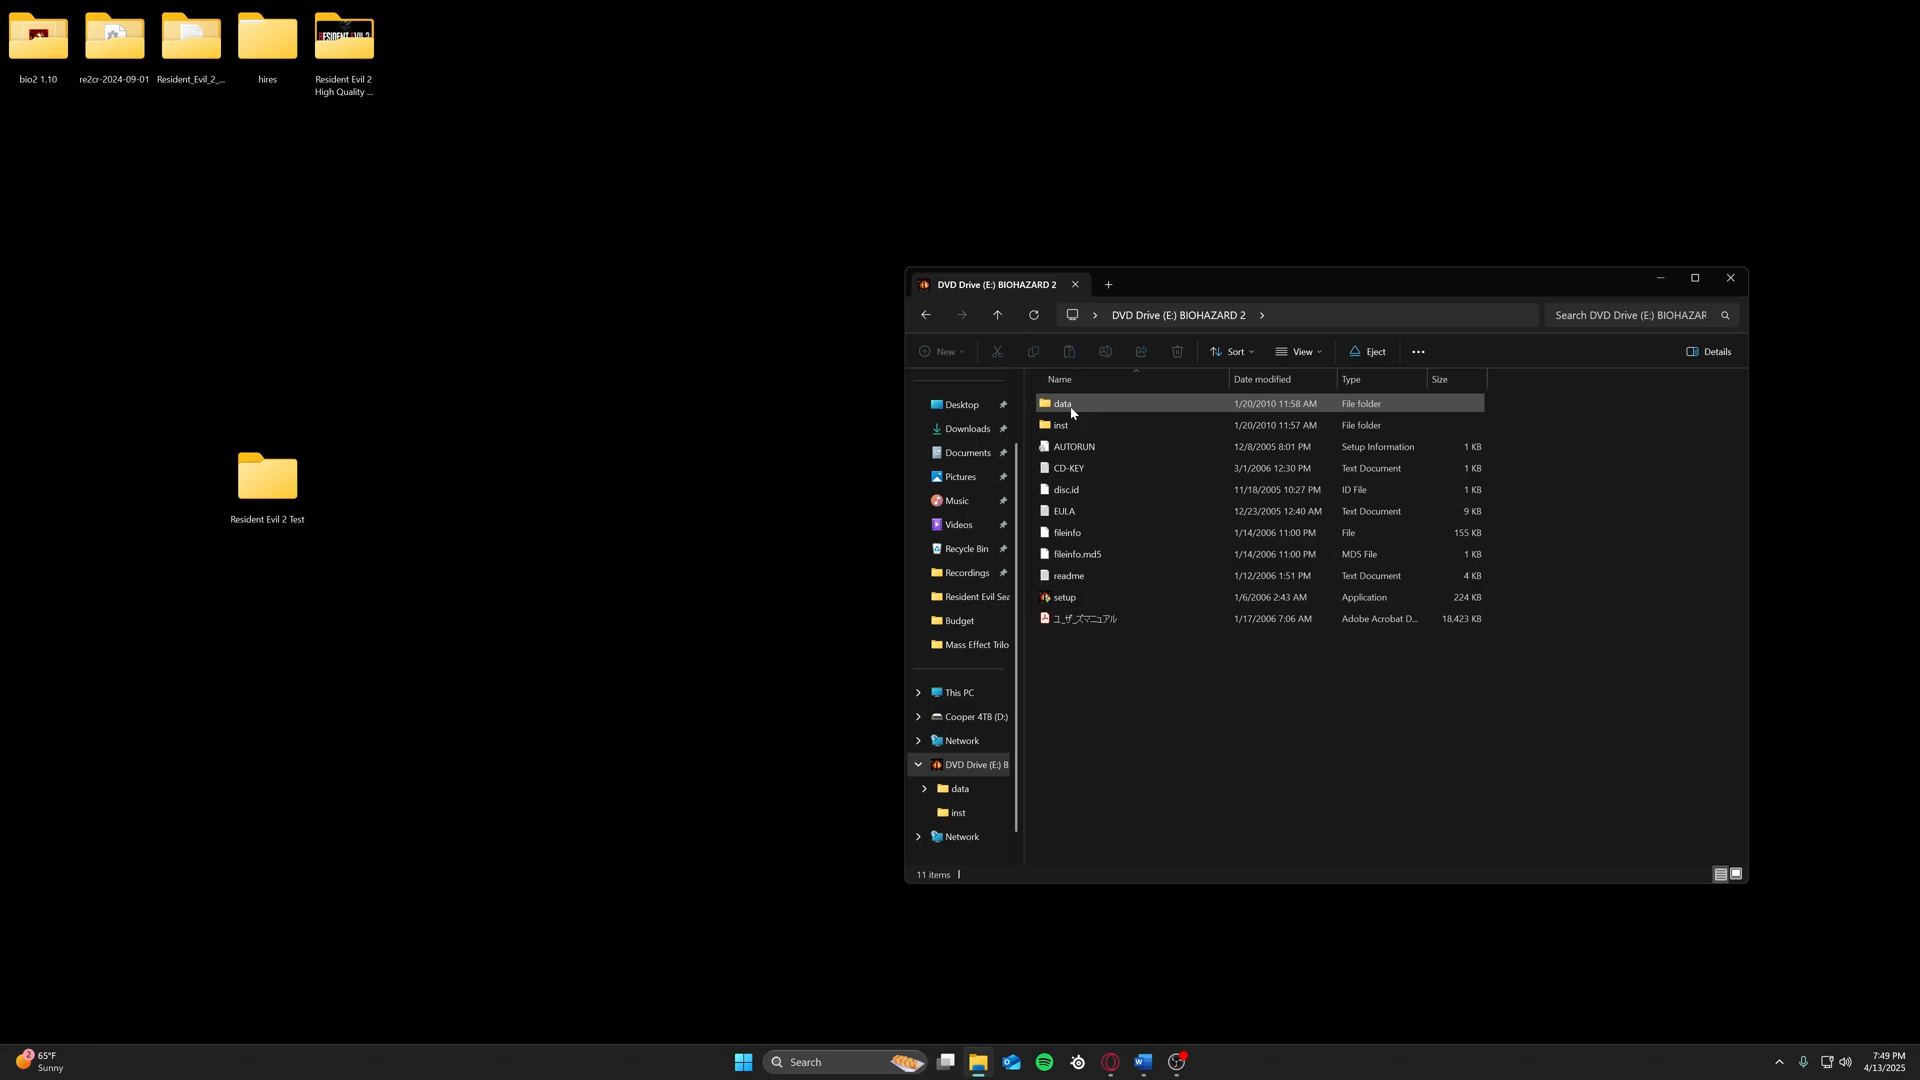 bio2 1.10
re2cr-2024-09-01
Resident_Evil_2_...
hires
RESIDENT EVIL 2
Resident Evil 2
High Quality ...
Resident Evil 2 Test
DVD Drive (E:) BIOHAZARD 2
DVD Drive (E:) BIOHAZARD 2
Search DVD Drive (E:) BIOHAZAR
New
Sort
View
Eject
Details
Name Date modified Type Size
data 1/20/2010 11:58 AM File folder
inst 1/20/2010 11:57 AM File folder
AUTORUN 12/8/2005 8:01 PM Setup Information 1 KB
CD-KEY 3/1/2006 12:30 PM Text Document 1 KB
disc.id 11/18/2005 10:27 PM ID File 1 KB
EULA 12/23/2005 12:40 AM Text Document 9 KB
fileinfo 1/14/2006 11:00 PM File 155 KB
fileinfo.md5 1/14/2006 11:00 PM MD5 File 1 KB
readme 1/12/2006 1:51 PM Text Document 4 KB
setup 1/6/2006 2:43 AM Application 224 KB
ユ_ザ_ズマニュアル 1/17/2006 7:06 AM Adobe Acrobat D... 18,423 KB
Desktop
Downloads
Documents
Pictures
Music
Videos
Recycle Bin
Recordings
Resident Evil Sea
Budget
Mass Effect Trilo
This PC
Cooper 4TB (D:)
Network
DVD Drive (E:) B
data
inst
Network
11 items
2
65°F
Sunny
Search
7:49 PM
4/13/2025